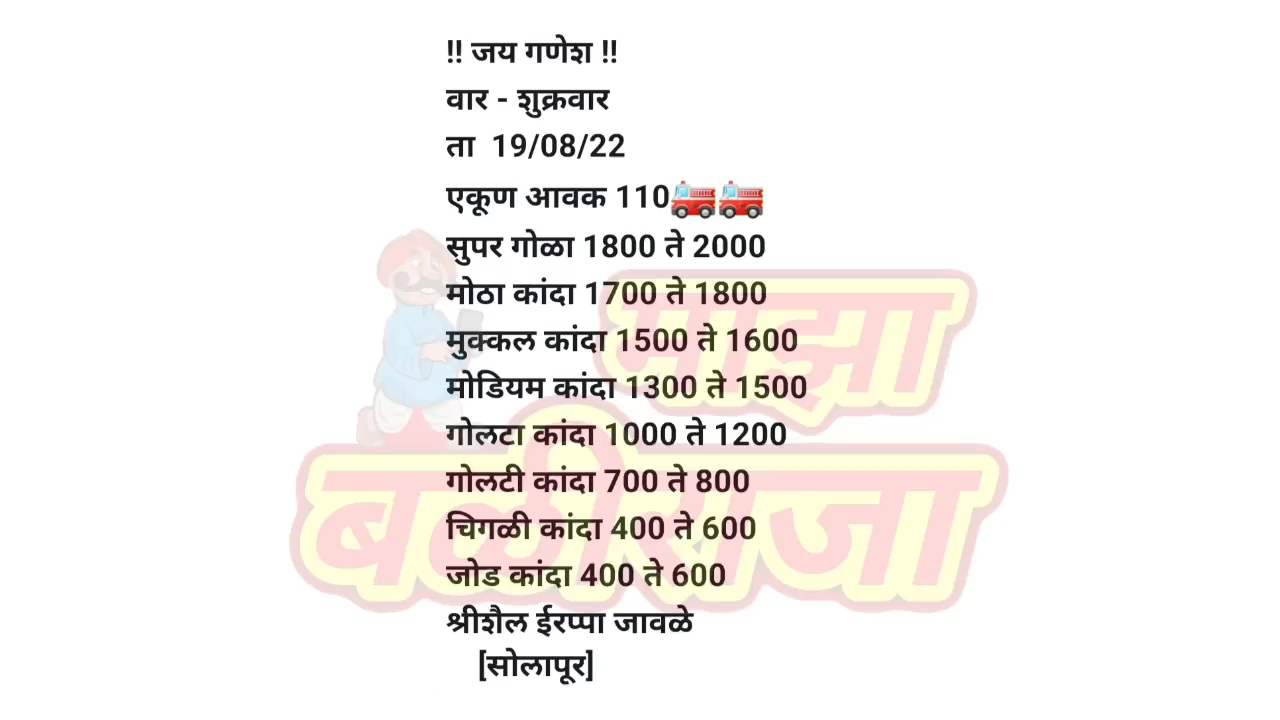 !! जय गणेश !!
वार - शुक्रवार
ता 19/08/22
एकूण आवक 110🚒🚒
सुपर गोळा 1800 ते 2000
मोठा कांदा 1700 ते 1800
मुक्कल कांदा 1500 ते 1600
मोडियम कांदा 1300 ते 1500
गोलटा कांदा 1000 ते 1200
गोलटी कांदा 700 ते 800
चिगळी कांदा 400 ते 600
जोड कांदा 400 ते 600
श्रीशैल ईरप्पा जावळे
[सोलापूर]
माझा
बळीराजा